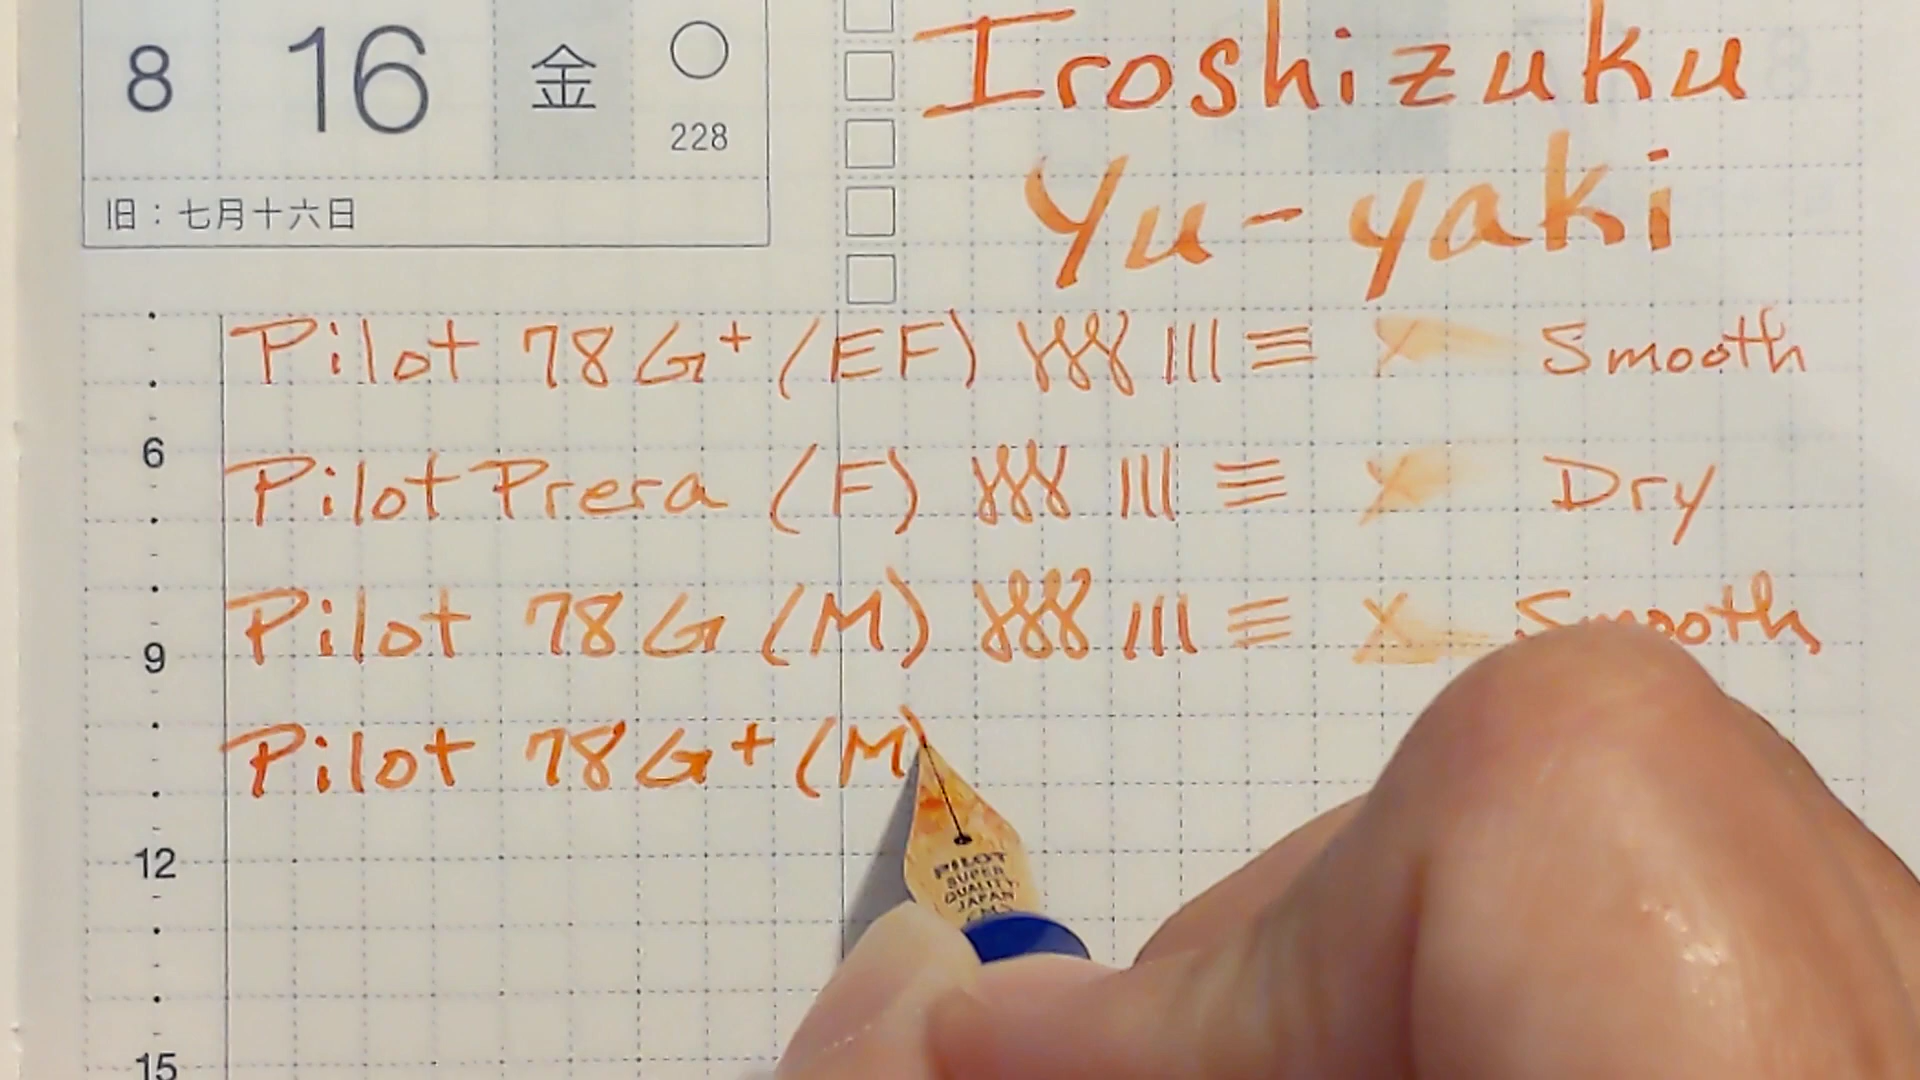 8 16 金
228
旧：七月十六日
Iroshizuku
Yu-yaki
Pilot 78G+ (EF) Smooth
6
Pilot Prera (F) Dry
Pilot 78G (M) Smooth
9
Pilot 78G+ (M)
12
15
PILOT
SUPER
QUALITY
JAPAN